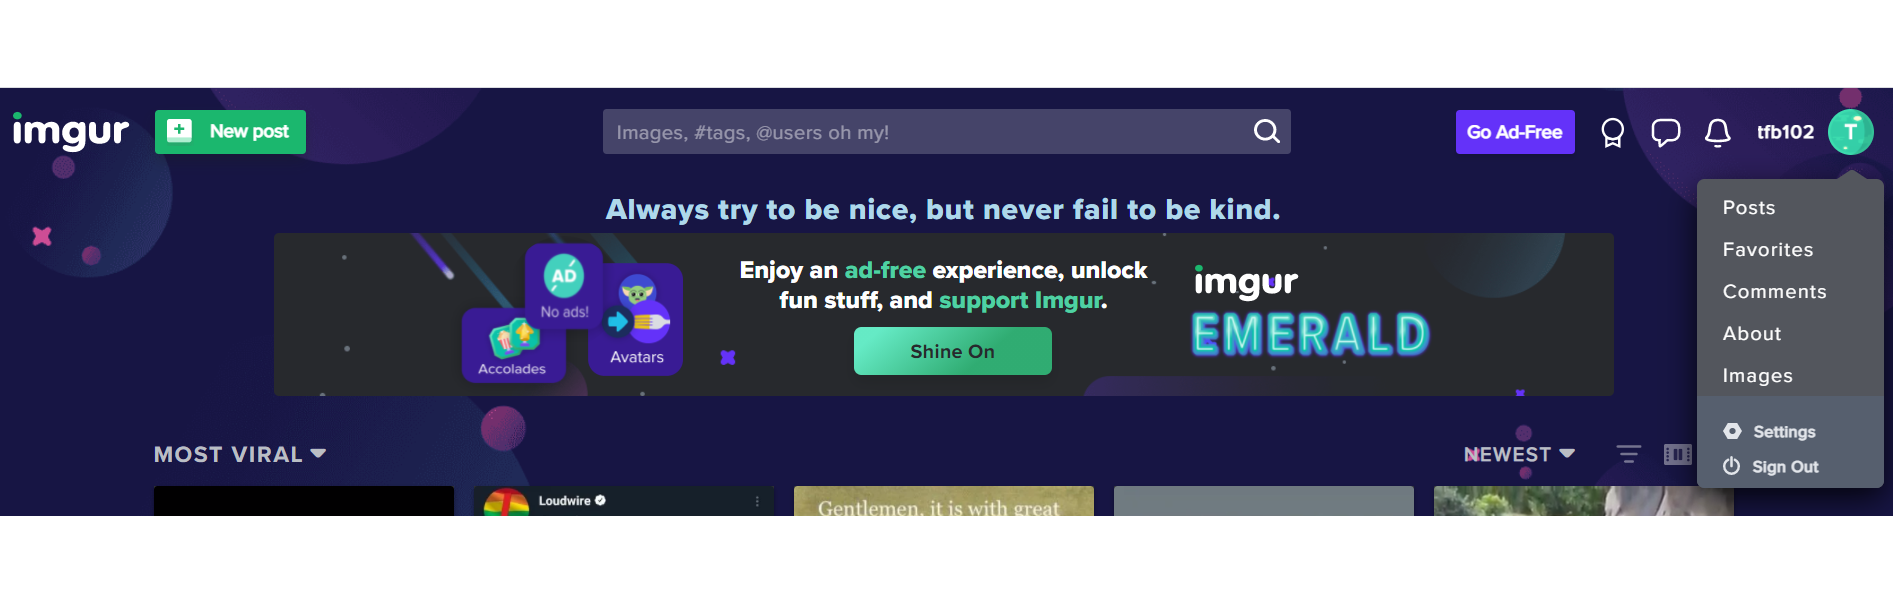 imgur
New post
Images, #tags, @users oh my!
Go Ad-Free
tfb102
T
Always try to be nice, but never fail to be kind.
AD
No ads!
Accolades
Avatars
Enjoy an ad-free experience, unlock
fun stuff, and support Imgur.
Shine On
imgur
EMERALD
Posts
Favorites
Comments
About
Images
Settings
Sign Out
MOST VIRAL
NEWEST
Loudwire
Gentlemen, it is with great